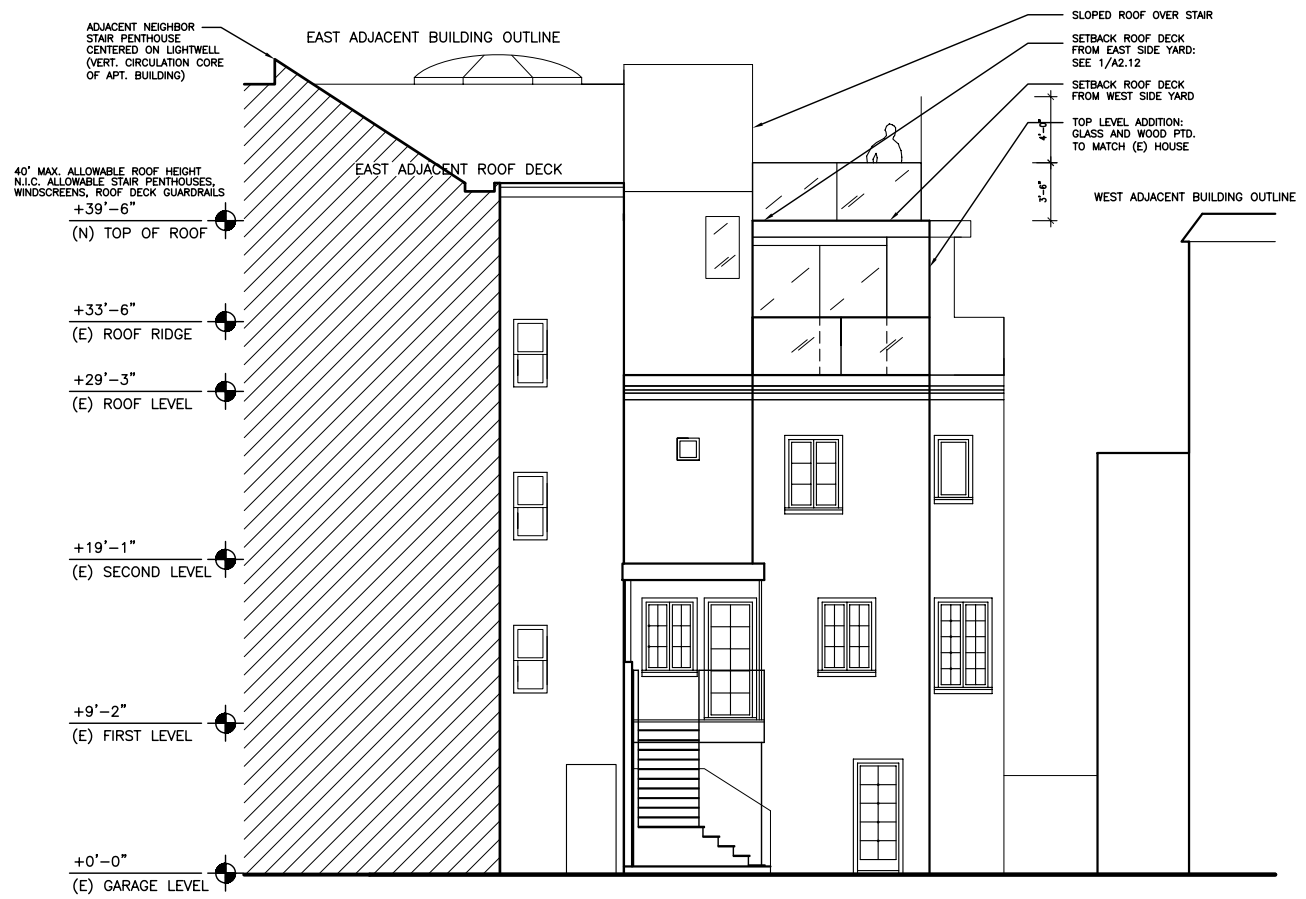 ADJACENT NEIGHBOR
STAIR PENTHOUSE
CENTERED ON LIGHTWELL
(VERT. CIRCULATION CORE
OF APT. BUILDING)
EAST ADJACENT BUILDING OUTLINE
SLOPED ROOF OVER STAIR
SETBACK ROOF DECK
FROM EAST SIDE YARD:
SEE 1/A2.12
SETBACK ROOF DECK
FROM WEST SIDE YARD
TOP LEVEL ADDITION:
GLASS AND WOOD PTD.
TO MATCH (E) HOUSE
4'-0"
3'-6"
EAST ADJACENT ROOF DECK
WEST ADJACENT BUILDING OUTLINE
40' MAX. ALLOWABLE ROOF HEIGHT
N.I.C. ALLOWABLE STAIR PENTHOUSES,
WINDSCREENS, ROOF DECK GUARDRAILS
+39'-6"
(N) TOP OF ROOF
+33'-6"
(E) ROOF RIDGE
+29'-3"
(E) ROOF LEVEL
+19'-1"
(E) SECOND LEVEL
+9'-2"
(E) FIRST LEVEL
+0'-0"
(E) GARAGE LEVEL